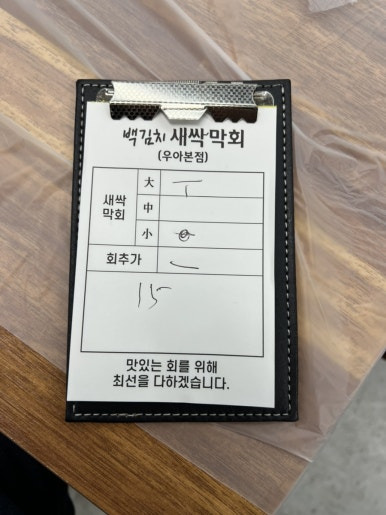 백김치 새싹막회
(우아본점)
새싹
막회
大 ㅜ
中
小
회추가
15
맛있는 회를 위해
최선을 다하겠습니다.